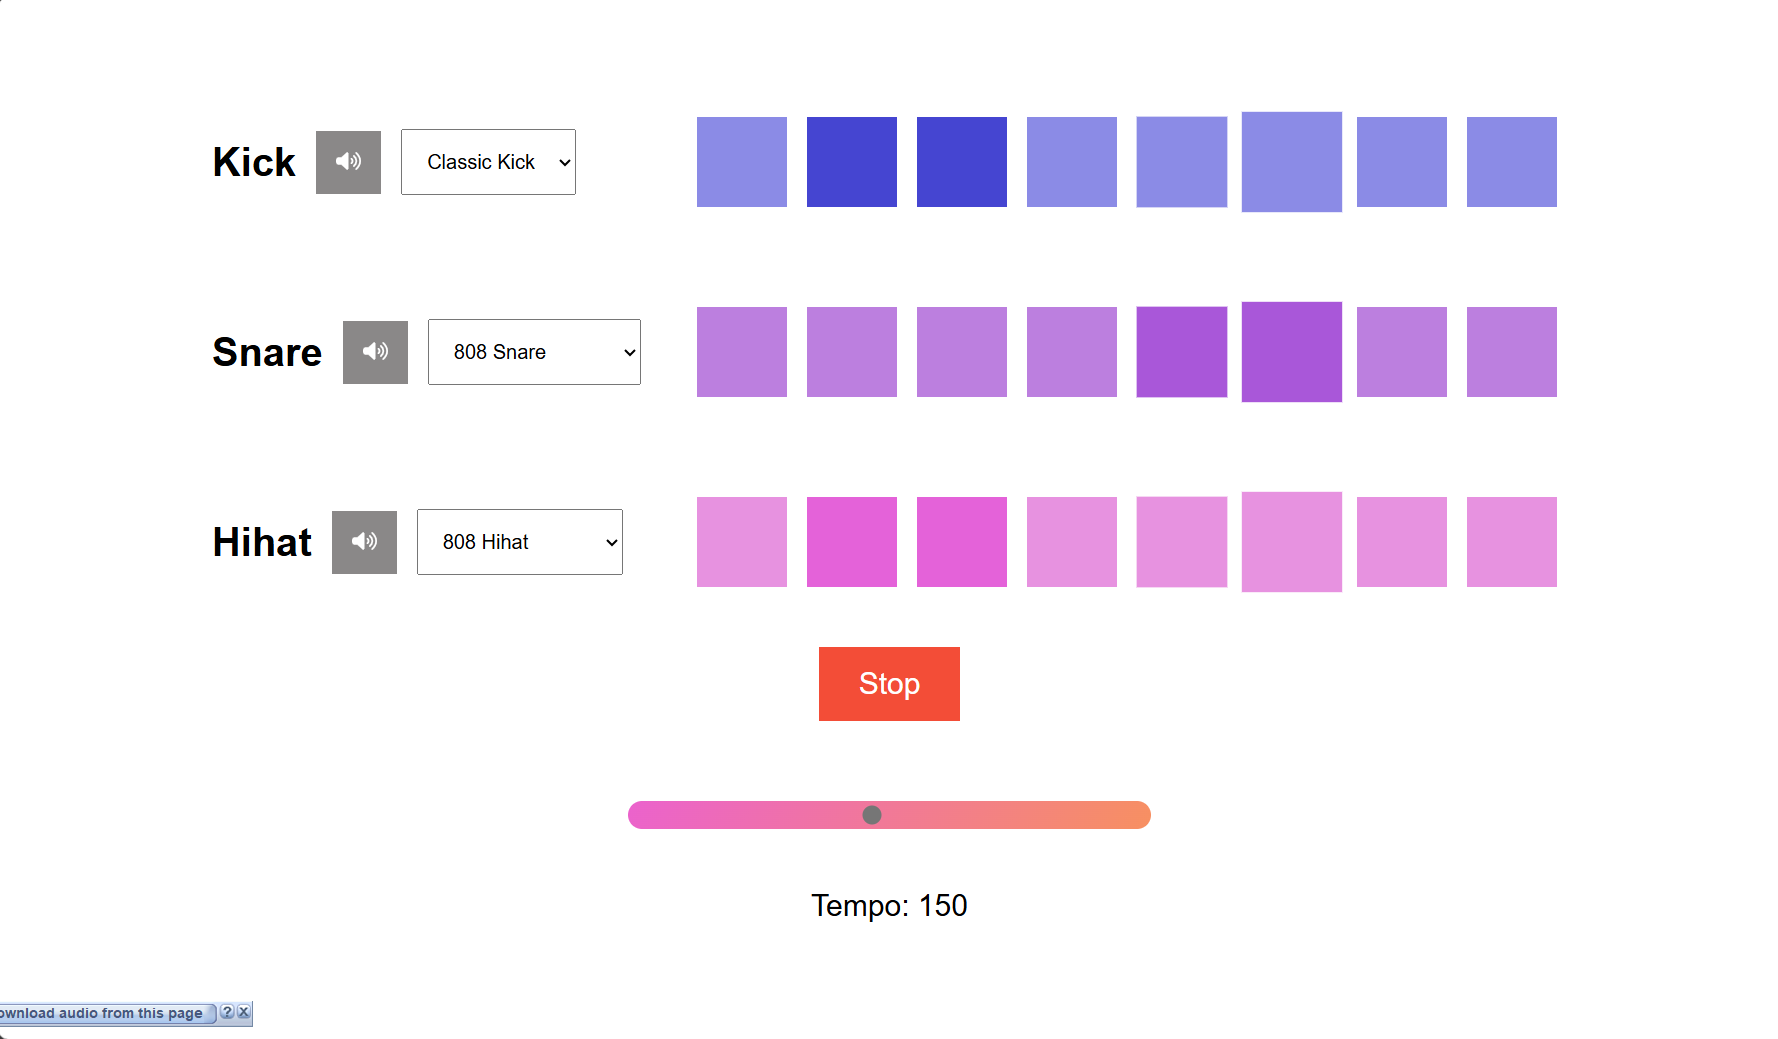 Kick
Classic Kick
Snare
808 Snare
Hihat
808 Hihat
Stop
Tempo: 150
ownload audio from this page ? X